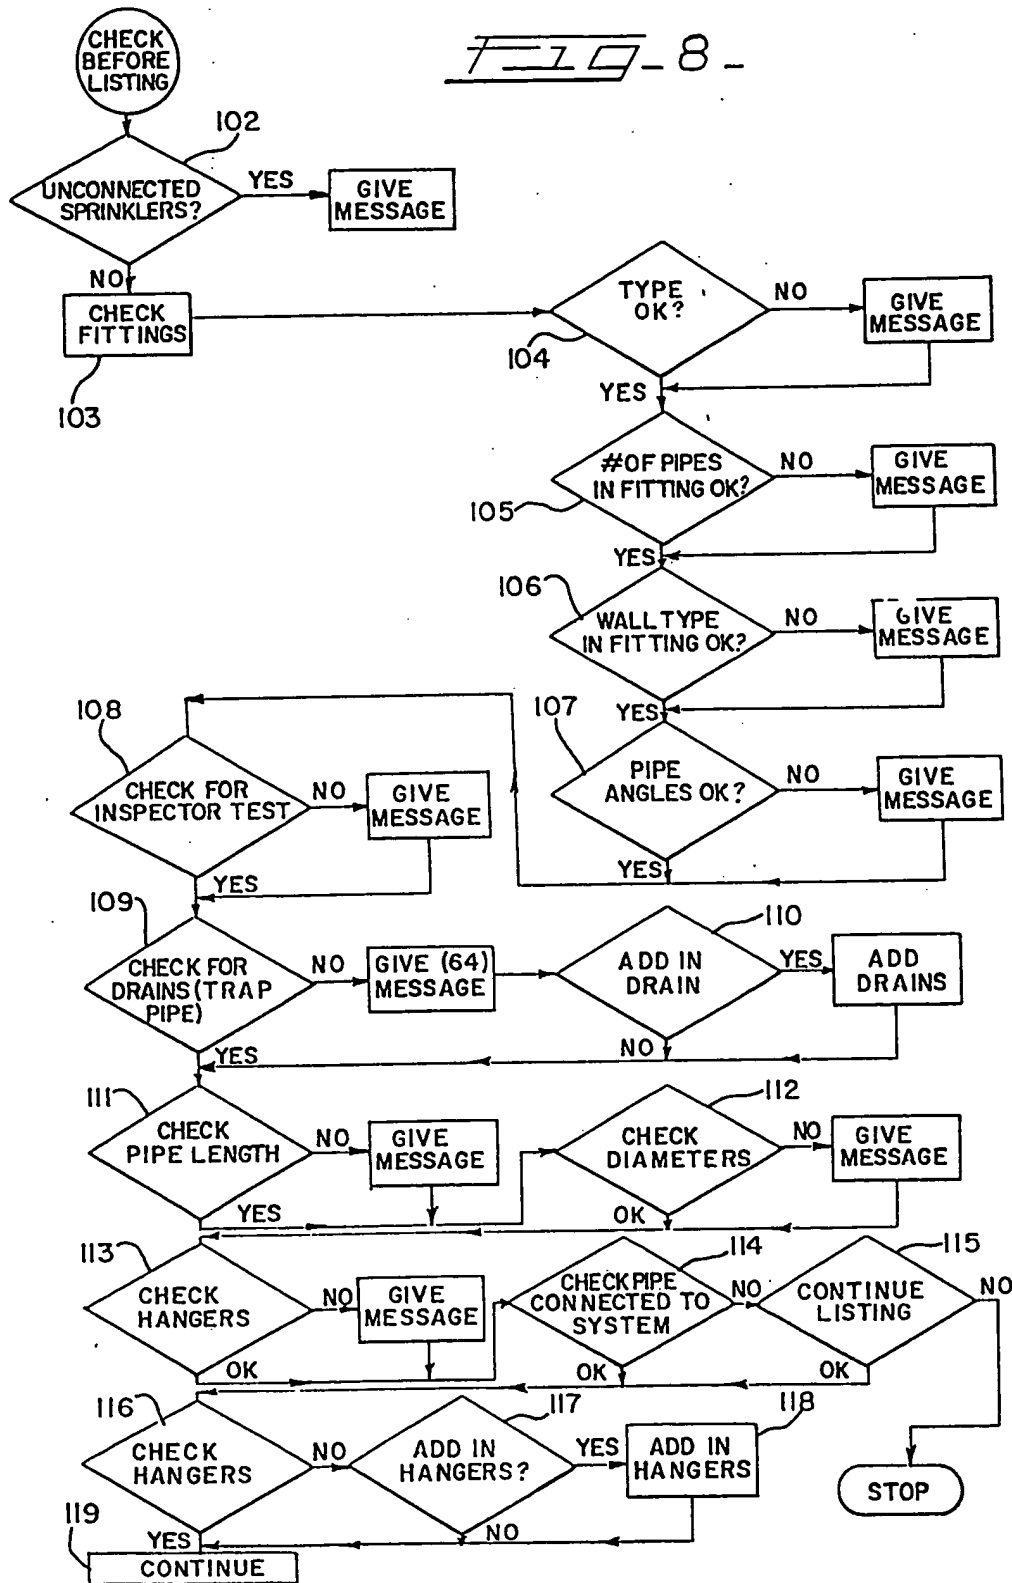 Fig-8-
CHECK
BEFORE
LISTING
102
UNCONNECTED
SPRINKLERS?
YES
GIVE
MESSAGE
NO
CHECK
FITTINGS
103
TYPE
OK?
104
NO
GIVE
MESSAGE
YES
#OF PIPES
IN FITTING OK?
105
NO
GIVE
MESSAGE
YES
106
WALL TYPE
IN FITTING OK?
NO
GIVE
MESSAGE
YES
107
PIPE
ANGLES OK?
NO
GIVE
MESSAGE
YES
108
CHECK FOR
INSPECTOR TEST
NO
GIVE
MESSAGE
YES
109
CHECK FOR
DRAINS (TRAP
PIPE)
NO
GIVE (64)
MESSAGE
110
ADD IN
DRAIN
YES
ADD
DRAINS
NO
YES
111
CHECK
PIPE LENGTH
NO
GIVE
MESSAGE
YES
112
CHECK
DIAMETERS
NO
GIVE
MESSAGE
OK
113
CHECK
HANGERS
NO
GIVE
MESSAGE
OK
114
CHECK PIPE
CONNECTED TO
SYSTEM
NO
OK
115
CONTINUE
LISTING
NO
OK
STOP
116
CHECK
HANGERS
NO
117
ADD IN
HANGERS?
YES
118
ADD IN
HANGERS
NO
YES
119
CONTINUE